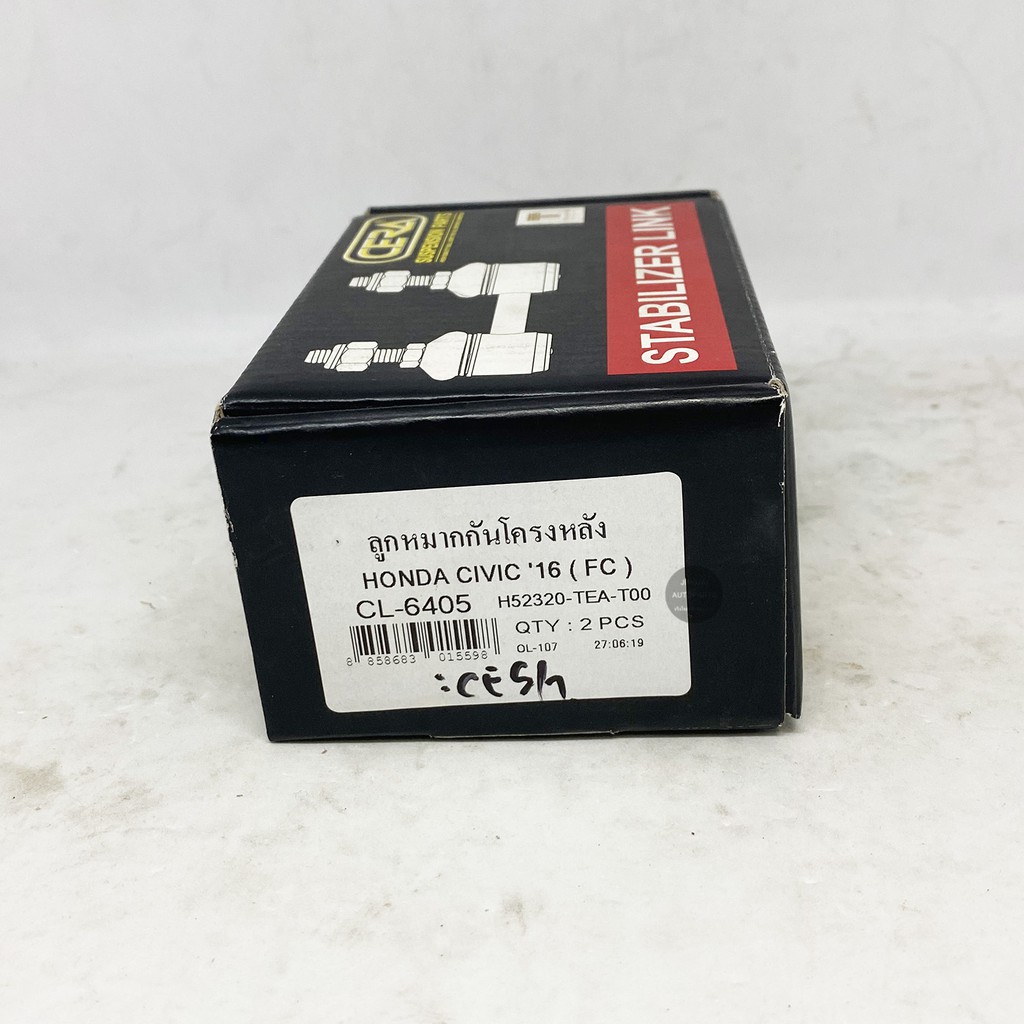 CERA
SUSPENSION PARTS
STABILIZER LINK
ลูกหมากกันโครงหลัง
HONDA CIVIC '16 ( FC )
CL-6405 H52320-TEA-T00
QTY : 2 PCS
8 858683 015598
OL-107 27:06:19